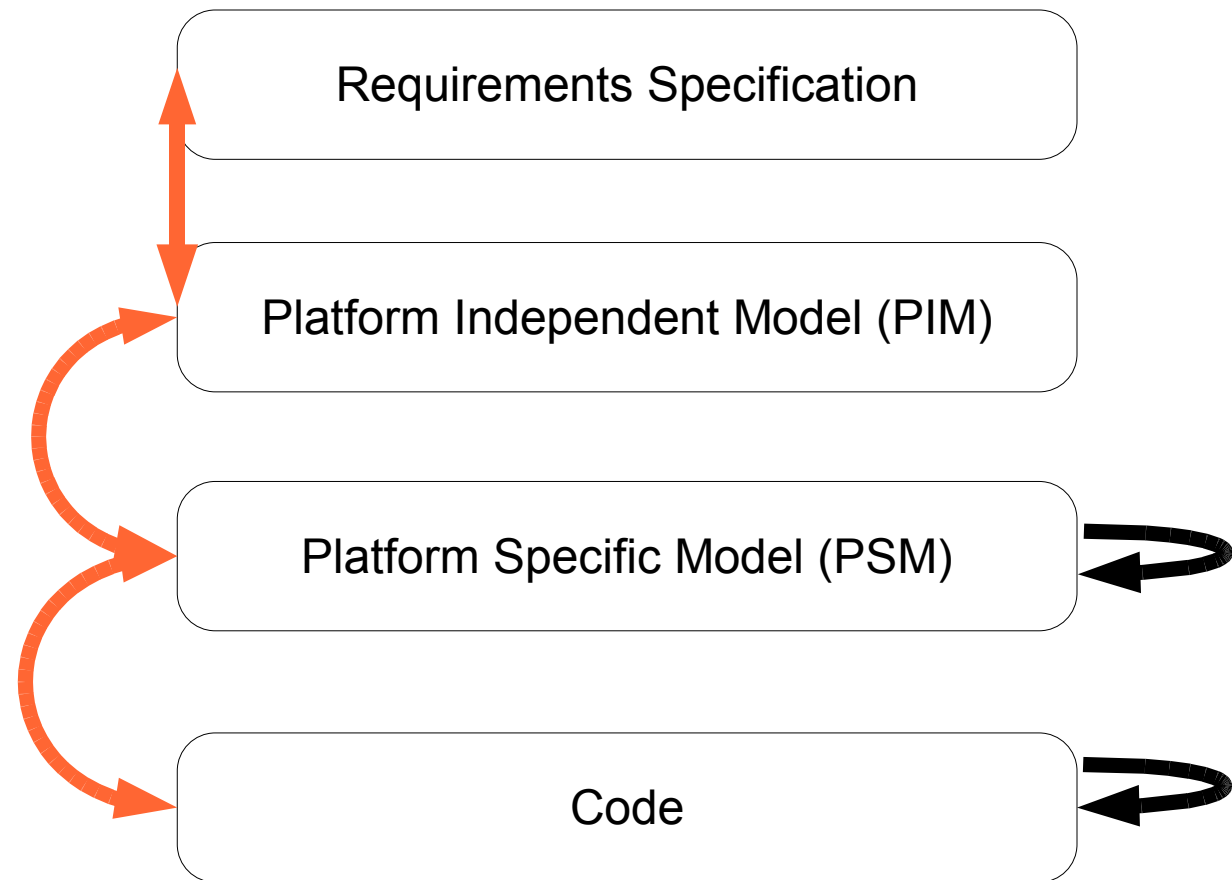 Requirements Specification
Platform Independent Model (PIM)
Platform Specific Model (PSM)
Code